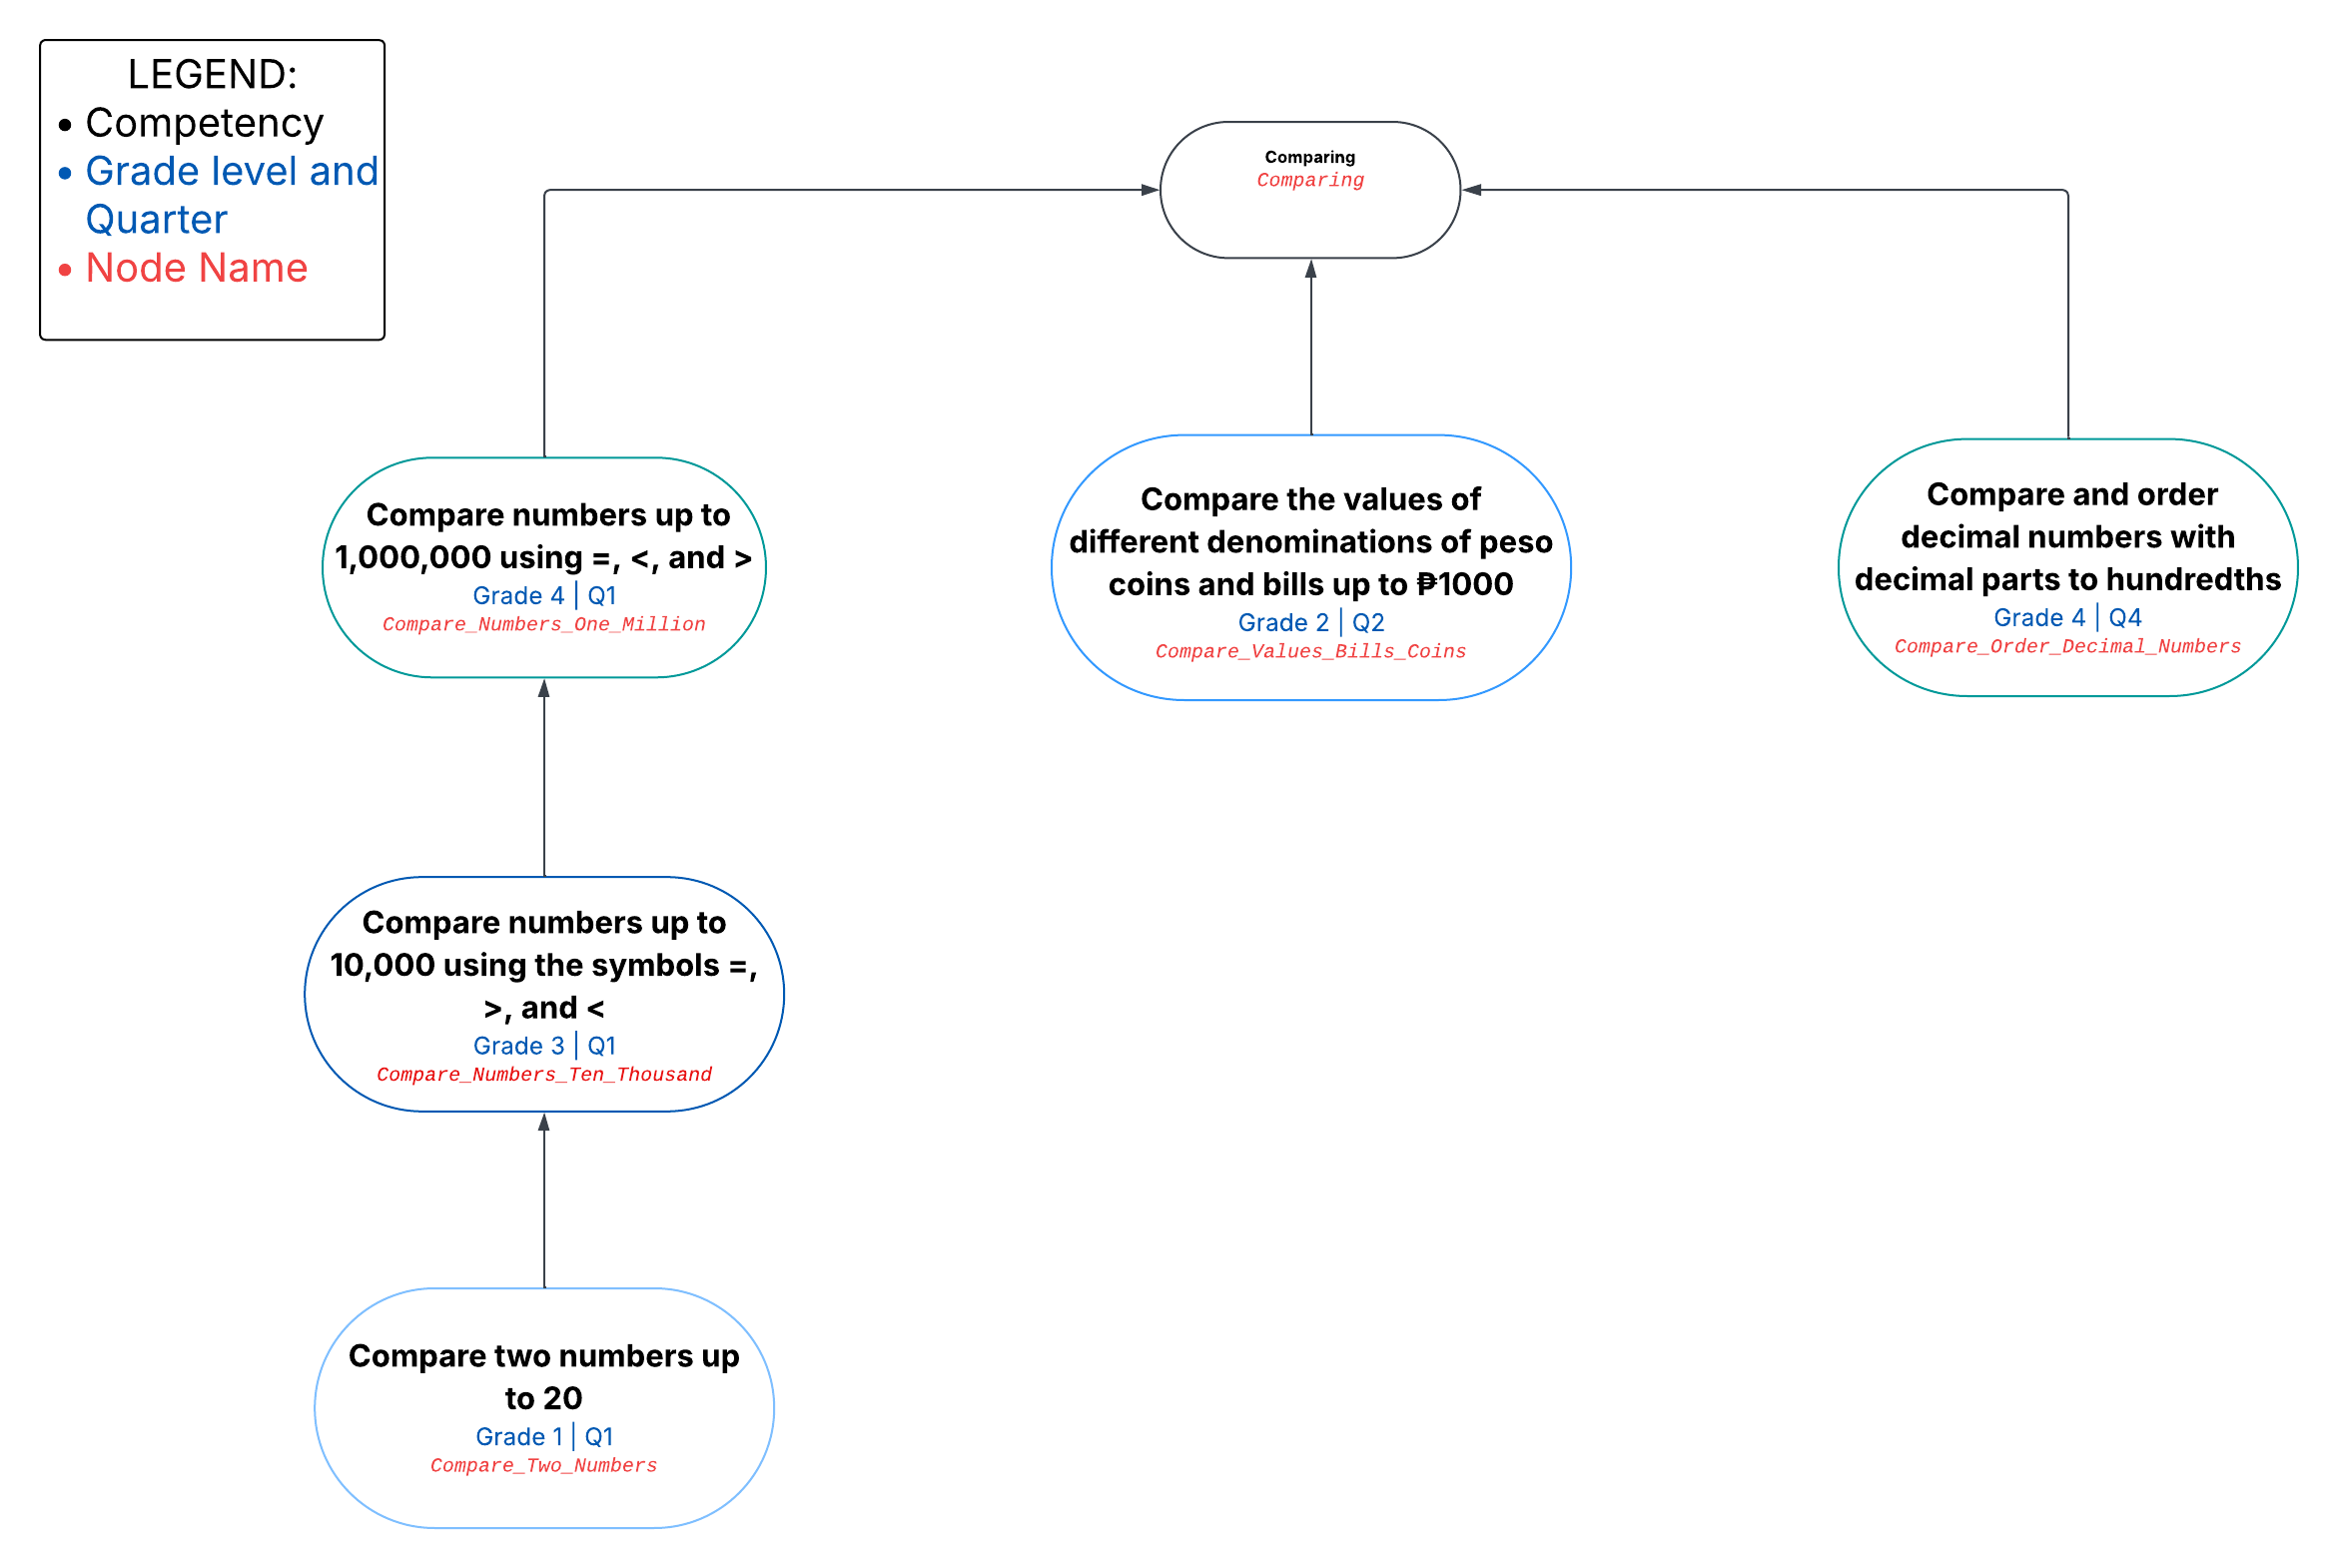 LEGEND:
• Competency
• Grade level and
Quarter
• Node Name
Comparing
Comparing
Compare numbers up to
1,000,000 using =, <, and >
Grade 4 | Q1
Compare_Numbers_One_Million
Compare the values of
different denominations of peso
coins and bills up to ₱1000
Grade 2 | Q2
Compare_Values_Bills_Coins
Compare and order
decimal numbers with
decimal parts to hundredths
Grade 4 | Q4
Compare_Order_Decimal_Numbers
Compare numbers up to
10,000 using the symbols =,
>, and <
Grade 3 | Q1
Compare_Numbers_Ten_Thousand
Compare two numbers up
to 20
Grade 1 | Q1
Compare_Two_Numbers